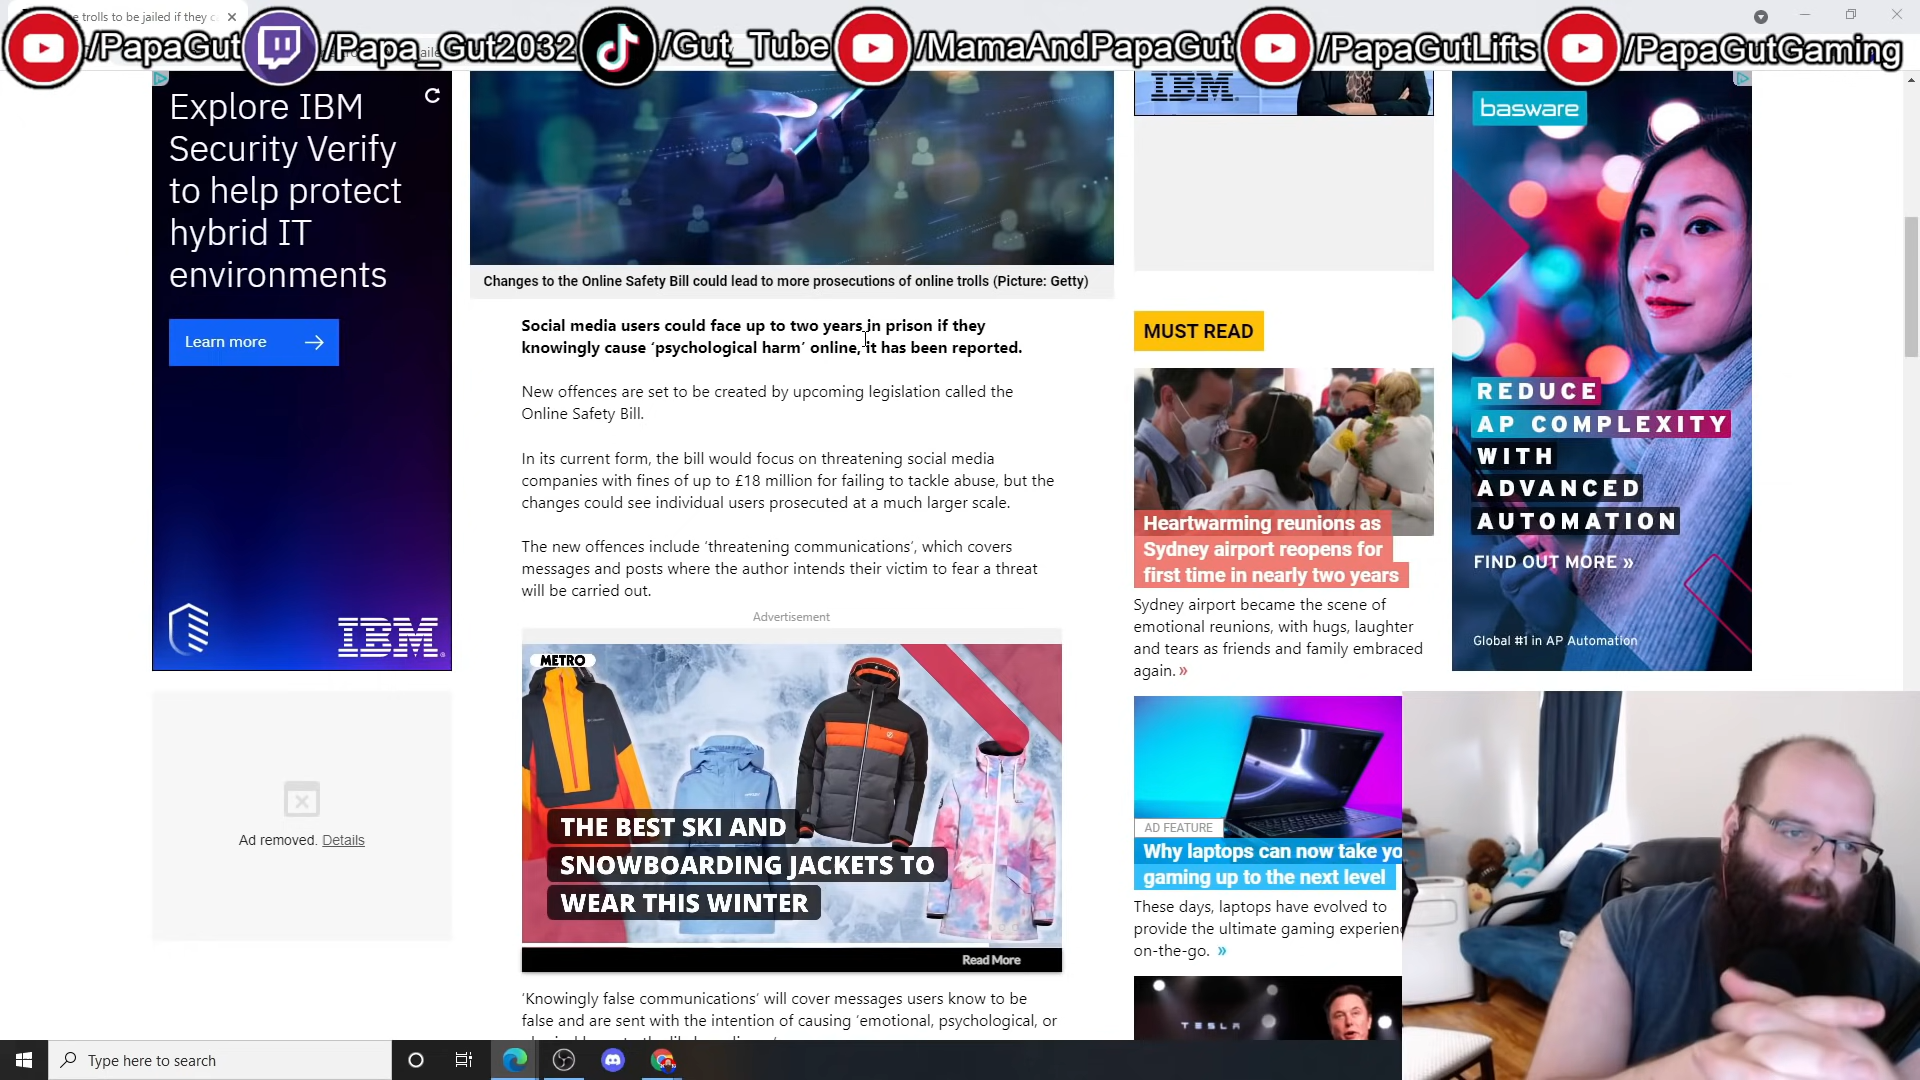 e trolls to be jailed if they c
/PapaGut
/Papa_Gut2032
/Gut_Tube
/MamaAndPapaGut
/PapaGutLifts
/PapaGutGaming
Explore IBM
Security Verify
to help protect
hybrid IT
environments
Learn more
IBM
Ad removed. Details
Changes to the Online Safety Bill could lead to more prosecutions of online trolls (Picture: Getty)
Social media users could face up to two years in prison if they
knowingly cause ‘psychological harm’ online, it has been reported.
New offences are set to be created by upcoming legislation called the
Online Safety Bill.
In its current form, the bill would focus on threatening social media
companies with fines of up to £18 million for failing to tackle abuse, but the
changes could see individual users prosecuted at a much larger scale.
The new offences include ‘threatening communications’, which covers
messages and posts where the author intends their victim to fear a threat
will be carried out.
Advertisement
METRO
THE BEST SKI AND
SNOWBOARDING JACKETS TO
WEAR THIS WINTER
Read More
‘Knowingly false communications’ will cover messages users know to be
false and are sent with the intention of causing ‘emotional, psychological, or
IBM
MUST READ
Heartwarming reunions as
Sydney airport reopens for
first time in nearly two years
Sydney airport became the scene of
emotional reunions, with hugs, laughter
and tears as friends and family embraced
again. »
AD FEATURE
Why laptops can now take yo
gaming up to the next level
These days, laptops have evolved to
provide the ultimate gaming experien
on-the-go. »
TESLA
basware
REDUCE
AP COMPLEXITY
WITH
ADVANCED
AUTOMATION
FIND OUT MORE »
Global #1 in AP Automation
Type here to search